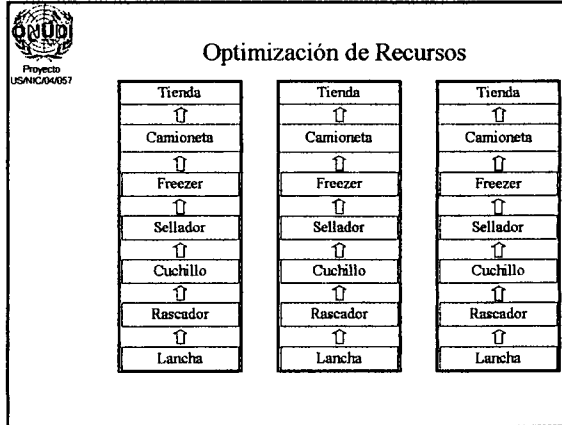 ONUDI
Proyecto
US/NIC/04/057
Optimización de Recursos
Tienda
Camioneta
Freezer
Sellador
Cuchillo
Rascador
Lancha
Tienda
Camioneta
Freezer
Sellador
Cuchillo
Rascador
Lancha
Tienda
Camioneta
Freezer
Sellador
Cuchillo
Rascador
Lancha